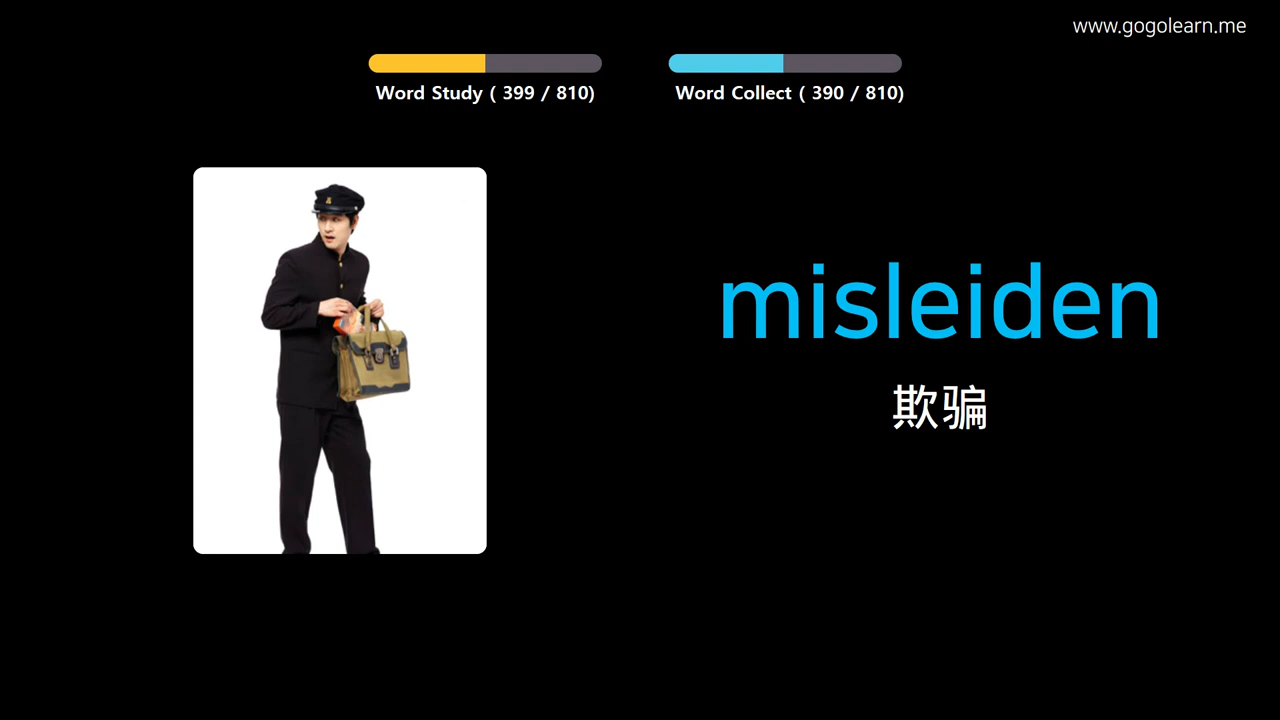 www.gogolearn.me
Word Study ( 399 / 810)
Word Collect ( 390 / 810)
misleiden
欺骗